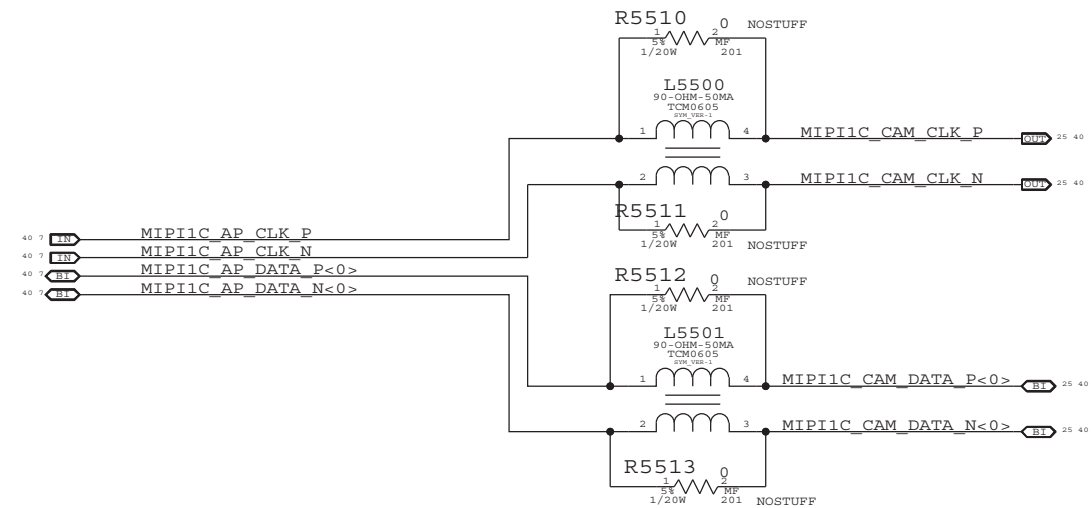 R5510
0 NOSTUFF
1 2
5% MF
1/20W 201
L5500
90-OHM-50MA
TCM0605
SYM_VER-1
1 4 MIPI1C_CAM_CLK_P OUT 25 40
2 3 MIPI1C_CAM_CLK_N OUT 25 40
R5511
0
1 2
5% MF
1/20W 201
NOSTUFF
40 7 IN MIPI1C_AP_CLK_P
40 7 IN MIPI1C_AP_CLK_N
40 7 BI MIPI1C_AP_DATA_P<0>
40 7 BI MIPI1C_AP_DATA_N<0>
R5512
0 NOSTUFF
1 2
5% MF
1/20W 201
L5501
90-OHM-50MA
TCM0605
SYM_VER-1
1 4 MIPI1C_CAM_DATA_P<0> BI 25 40
2 3 MIPI1C_CAM_DATA_N<0> BI 25 40
R5513
0
1 2
5% MF
1/20W 201 NOSTUFF